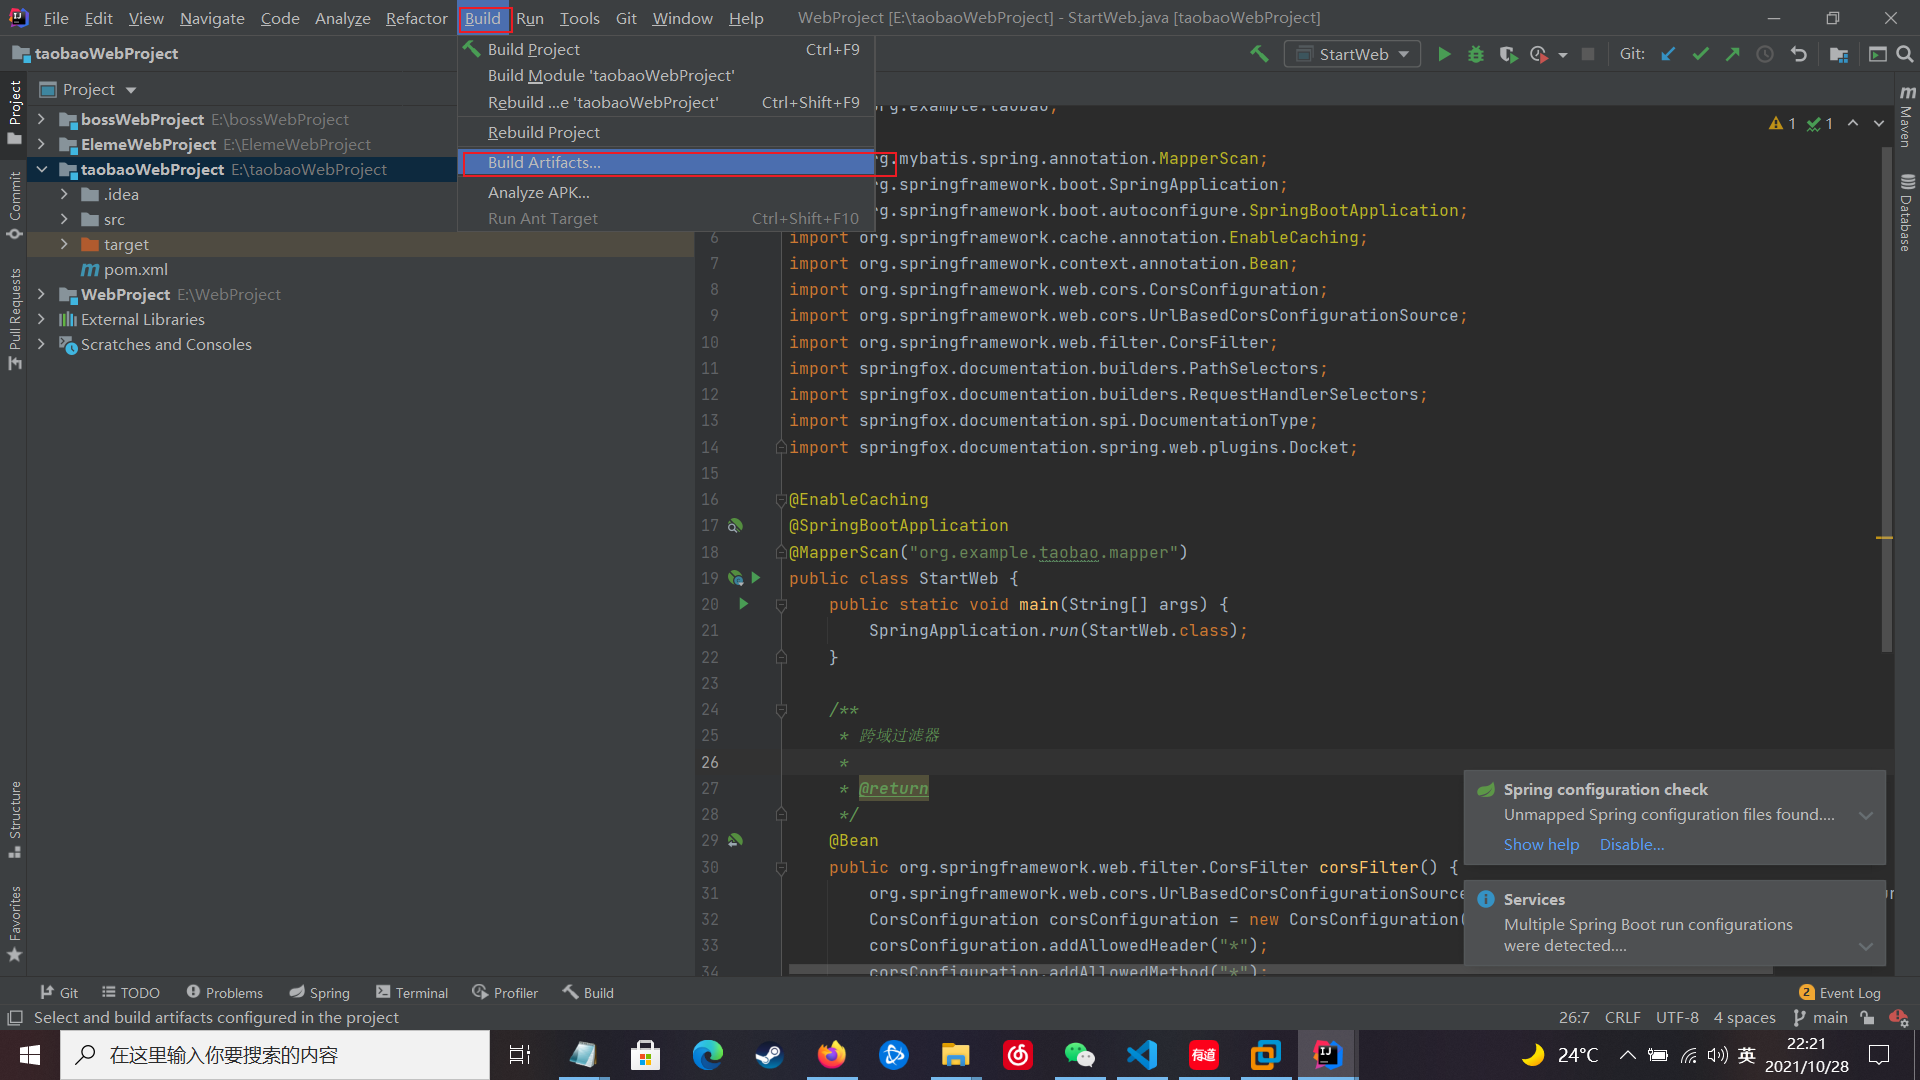 File Edit View Navigate Code Analyze Refactor Build Run Tools Git Window Help WebProject [E:\taobaoWebProject] - StartWeb.java [taobaoWebProject]
taobaoWebProject
StartWeb
Git:
Build Project Ctrl+F9
Build Module 'taobaoWebProject'
Rebuild ...e 'taobaoWebProject' Ctrl+Shift+F9
Rebuild Project
Build Artifacts...
Analyze APK...
Run Ant Target Ctrl+Shift+F10
Project
Commit
Pull Requests
Structure
Favorites
Project
bossWebProject E:\bossWebProject
ElemeWebProject E:\ElemeWebProject
taobaoWebProject E:\taobaoWebProject
.idea
src
target
pom.xml
WebProject E:\WebProject
External Libraries
Scratches and Consoles
Maven
Database
1 1
org.example.taobao;
rg.mybatis.spring.annotation.MapperScan;
rg.springframework.boot.SpringApplication;
rg.springframework.boot.autoconfigure.SpringBootApplication;
6 import org.springframework.cache.annotation.EnableCaching;
7 import org.springframework.context.annotation.Bean;
8 import org.springframework.web.cors.CorsConfiguration;
9 import org.springframework.web.cors.UrlBasedCorsConfigurationSource;
10 import org.springframework.web.filter.CorsFilter;
11 import springfox.documentation.builders.PathSelectors;
12 import springfox.documentation.builders.RequestHandlerSelectors;
13 import springfox.documentation.spi.DocumentationType;
14 import springfox.documentation.spring.web.plugins.Docket;
15
16 @EnableCaching
17 @SpringBootApplication
18 @MapperScan("org.example.taobao.mapper")
19 public class StartWeb {
20 public static void main(String[] args) {
21 SpringApplication.run(StartWeb.class);
22 }
23
24 /**
25 * 跨域过滤器
26 *
27 * @return
28 */
29 @Bean
30 public org.springframework.web.filter.CorsFilter corsFilter() {
31 org.springframework.web.cors.UrlBasedCorsConfigurationSource
32 CorsConfiguration corsConfiguration = new CorsConfiguration(
33 corsConfiguration.addAllowedHeader("*");
34 corsConfiguration.addAllowedMethod("*");
Spring configuration check
Unmapped Spring configuration files found....
Show help Disable...
Services
Multiple Spring Boot run configurations
were detected....
Git TODO Problems Spring Terminal Profiler Build 2 Event Log
Select and build artifacts configured in the project 26:7 CRLF UTF-8 4 spaces main
在这里输入你要搜索的内容
有道
24°C
英
22:21
2021/10/28